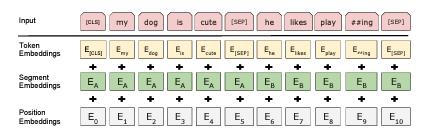 Input [CLS] my dog is cute [SEP] he likes play ##ing [SEP]
Token Embeddings E[CLS] Emy Edog Eis Ecute E[SEP] Ehe Elikes Eplay E##ing E[SEP]
+ + + + + + + + + + +
Segment Embeddings EA EA EA EA EA EA EB EB EB EB EB
+ + + + + + + + + + +
Position Embeddings E0 E1 E2 E3 E4 E5 E6 E7 E8 E9 E10